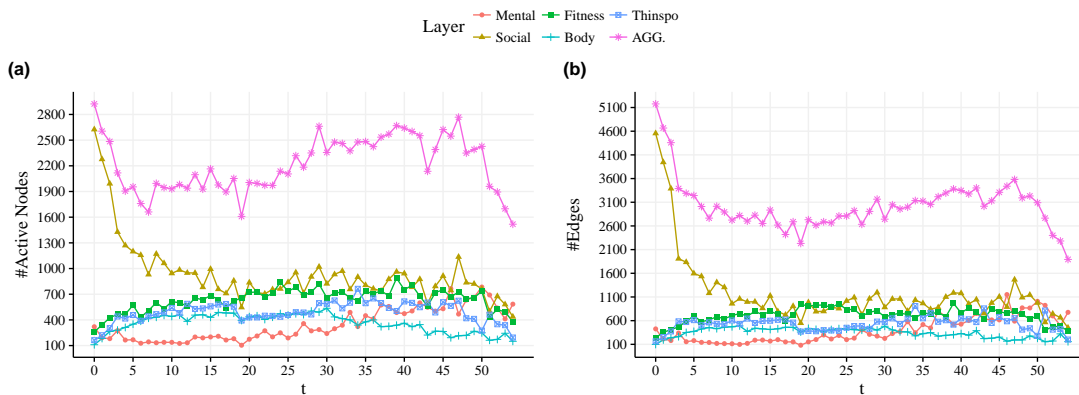 Layer
Mental Fitness Thinspo
Social Body AGG.
(a)
#Active Nodes
2800
2500
2200
1900
1600
1300
1000
700
400
100
0 5 10 15 20 25 30 35 40 45 50
t
(b)
#Edges
5100
4600
4100
3600
3100
2600
2100
1600
1100
600
100
0 5 10 15 20 25 30 35 40 45 50
t